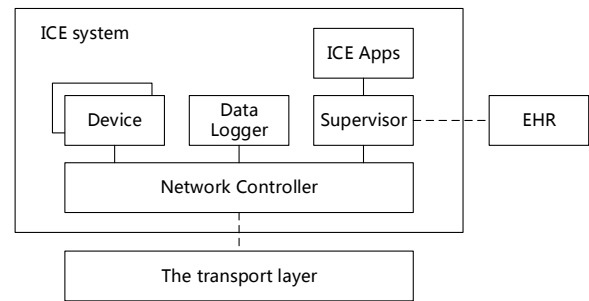 ICE system
ICE Apps
Device
Data
Logger
Supervisor
EHR
Network Controller
The transport layer